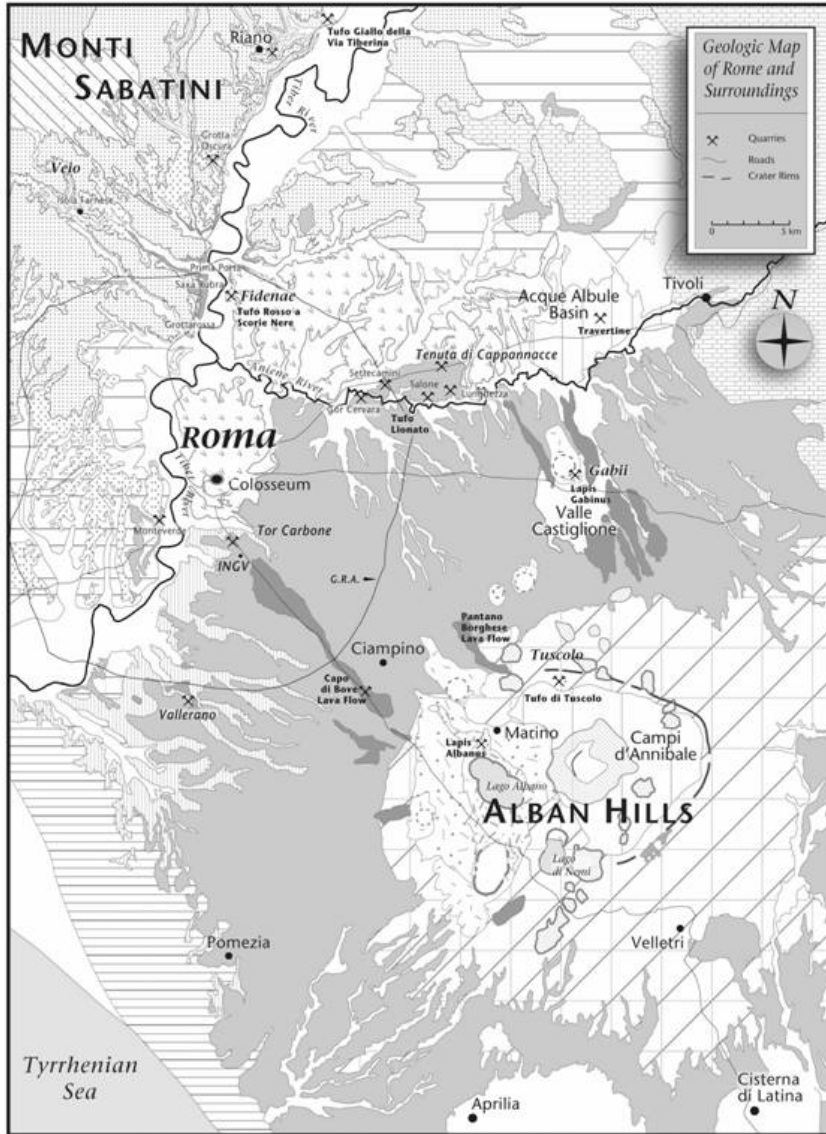 MONTI
SABATINI
Riano
Tufo Giallo della
Via Tiberina
Tiber River
Geologic Map
of Rome and
Surroundings
Quarries
Roads
Crater Rims
0
5 km
Grotta
Oscura
Veio
Isola Farnese
Prima Porta
Saxa Rubra
Fidenae
Tufo Rosso a
Scorie Nere
Grottarossa
Acque Albule
Basin
Travertine
Tivoli
N
Aniene River
Tenuta di Cappannacce
Settecamini
Salone
Lunghezza
Tor Cervara
Tufo
Lionato
Roma
Tiber River
Colosseum
Gabii
Lapis
Gabinus
Valle
Castiglione
Monteverde
Tor Carbone
INGV
G.R.A.
Pantano
Borghese
Lava Flow
Ciampino
Tuscolo
Tufo di Tuscolo
Capo
di Bove
Lava Flow
Vallerano
Marino
Lapis
Albanus
Campi
d'Annibale
Lago Albano
ALBAN HILLS
Lago
di Nemi
Velletri
Pomezia
Tyrrhenian
Sea
Aprilia
Cisterna
di Latina